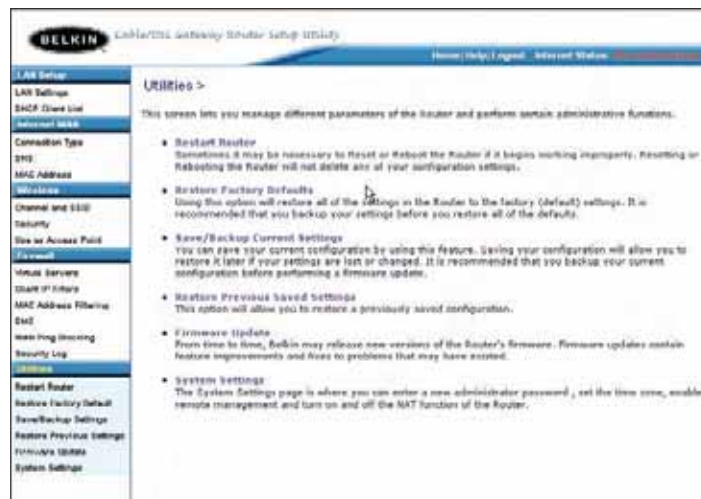 BELKIN
Cable/DSL Gateway Router Setup Utility
Home|Help|Logout Internet Status:
LAN Setup
LAN Settings
DHCP Client List
Internet WAN
Connection Type
DNS
MAC Address
Wireless
Channel and SSID
Security
Use as Access Point
Firewall
Virtual Servers
Client IP Filters
MAC Address Filtering
DMZ
WAN Ping Blocking
Security Log
Utilities
Restart Router
Restore Factory Default
Save/Backup Settings
Restore Previous Settings
Firmware Update
System Settings
Utilities >
This screen lets you manage different parameters of the Router and perform certain administrative functions.
• Restart Router
Sometimes it may be necessary to Reset or Reboot the Router if it begins working improperly. Resetting or
Rebooting the Router will not delete any of your configuration settings.
• Restore Factory Defaults
Using this option will restore all of the settings in the Router to the factory (default) settings. It is
recommended that you backup your settings before you restore all of the defaults.
• Save/Backup Current Settings
You can save your current configuration by using this feature. Saving your configuration will allow you to
restore it later if your settings are lost or changed. It is recommended that you backup your current
configuration before performing a firmware update.
• Restore Previous Saved Settings
This option will allow you to restore a previously saved configuration.
• Firmware Update
From time to time, Belkin may release new versions of the Router's firmware. Firmware updates contain
feature improvements and fixes to problems that may have existed.
• System Settings
The System Settings page is where you can enter a new administrator password , set the time zone, enable
remote management and turn on and off the NAT function of the Router.